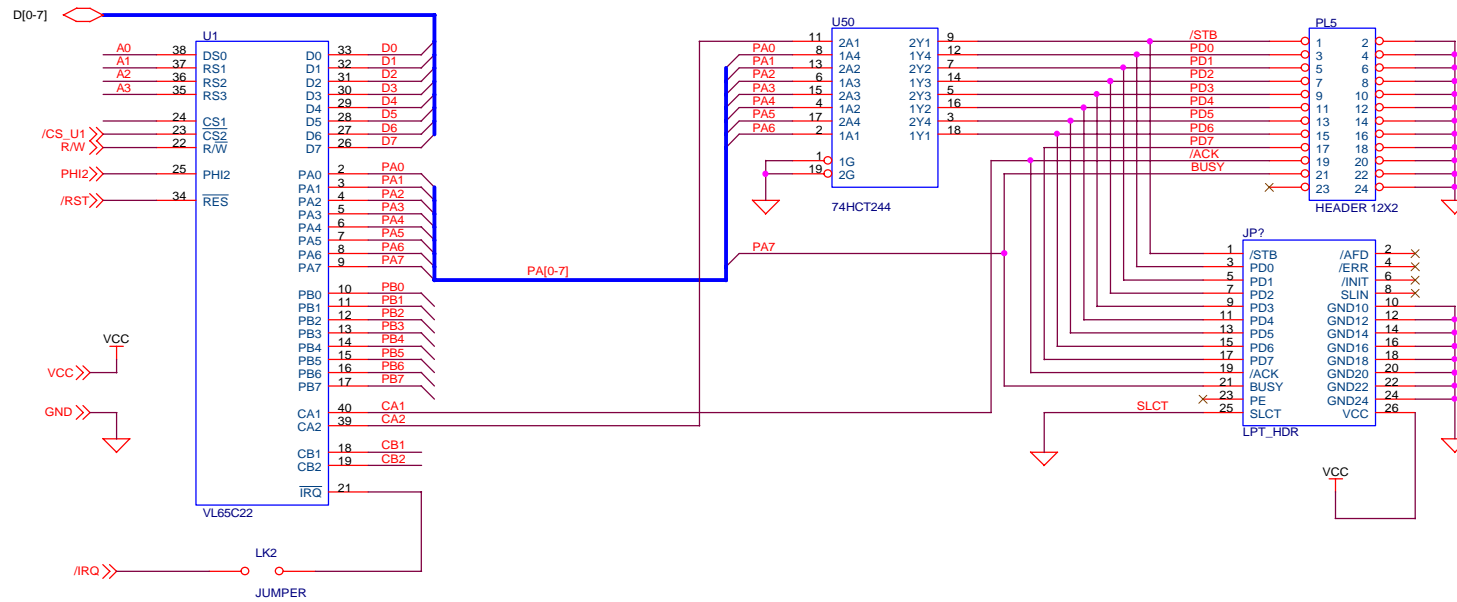 D[0-7]
U1
A0 38 DS0 D0 33 D0
A1 37 RS1 D1 32 D1
A2 36 RS2 D2 31 D2
A3 35 RS3 D3 30 D3
D4 29 D4
24 CS1 D5 28 D5
/CS_U1 23 CS2 D6 27 D6
R/W 22 R/W D7 26 D7
PHI2 25 PHI2 PA0 2 PA0
PA1 3 PA1
/RST 34 RES PA2 4 PA2
PA3 5 PA3
PA4 6 PA4
PA5 7 PA5
PA6 8 PA6
PA7 9 PA7
PA[0-7]
PB0 10 PB0
PB1 11 PB1
PB2 12 PB2
PB3 13 PB3
PB4 14 PB4
PB5 15 PB5
PB6 16 PB6
PB7 17 PB7
VCC
VCC
GND
CA1 40 CA1
CA2 39 CA2
CB1 18 CB1
CB2 19 CB2
IRQ 21
VL65C22
LK2
/IRQ
JUMPER
U50
11 2A1 2Y1 9
PA0 8 1A4 1Y4 12
PA1 13 2A2 2Y2 7
PA2 6 1A3 1Y3 14
PA3 15 2A3 2Y3 5
PA4 4 1A2 1Y2 16
PA5 17 2A4 2Y4 3
PA6 2 1A1 1Y1 18
1 1G
19 2G
74HCT244
PA7
PL5
/STB 1 2
PD0 3 4
PD1 5 6
PD2 7 8
PD3 9 10
PD4 11 12
PD5 13 14
PD6 15 16
PD7 17 18
/ACK 19 20
BUSY 21 22
23 24
HEADER 12X2
JP?
1 /STB /AFD 2
3 PD0 /ERR 4
5 PD1 /INIT 6
7 PD2 SLIN 8
9 PD3 GND10 10
11 PD4 GND12 12
13 PD5 GND14 14
15 PD6 GND16 16
17 PD7 GND18 18
19 /ACK GND20 20
21 BUSY GND22 22
23 PE GND24 24
SLCT 25 SLCT VCC 26
LPT_HDR
VCC